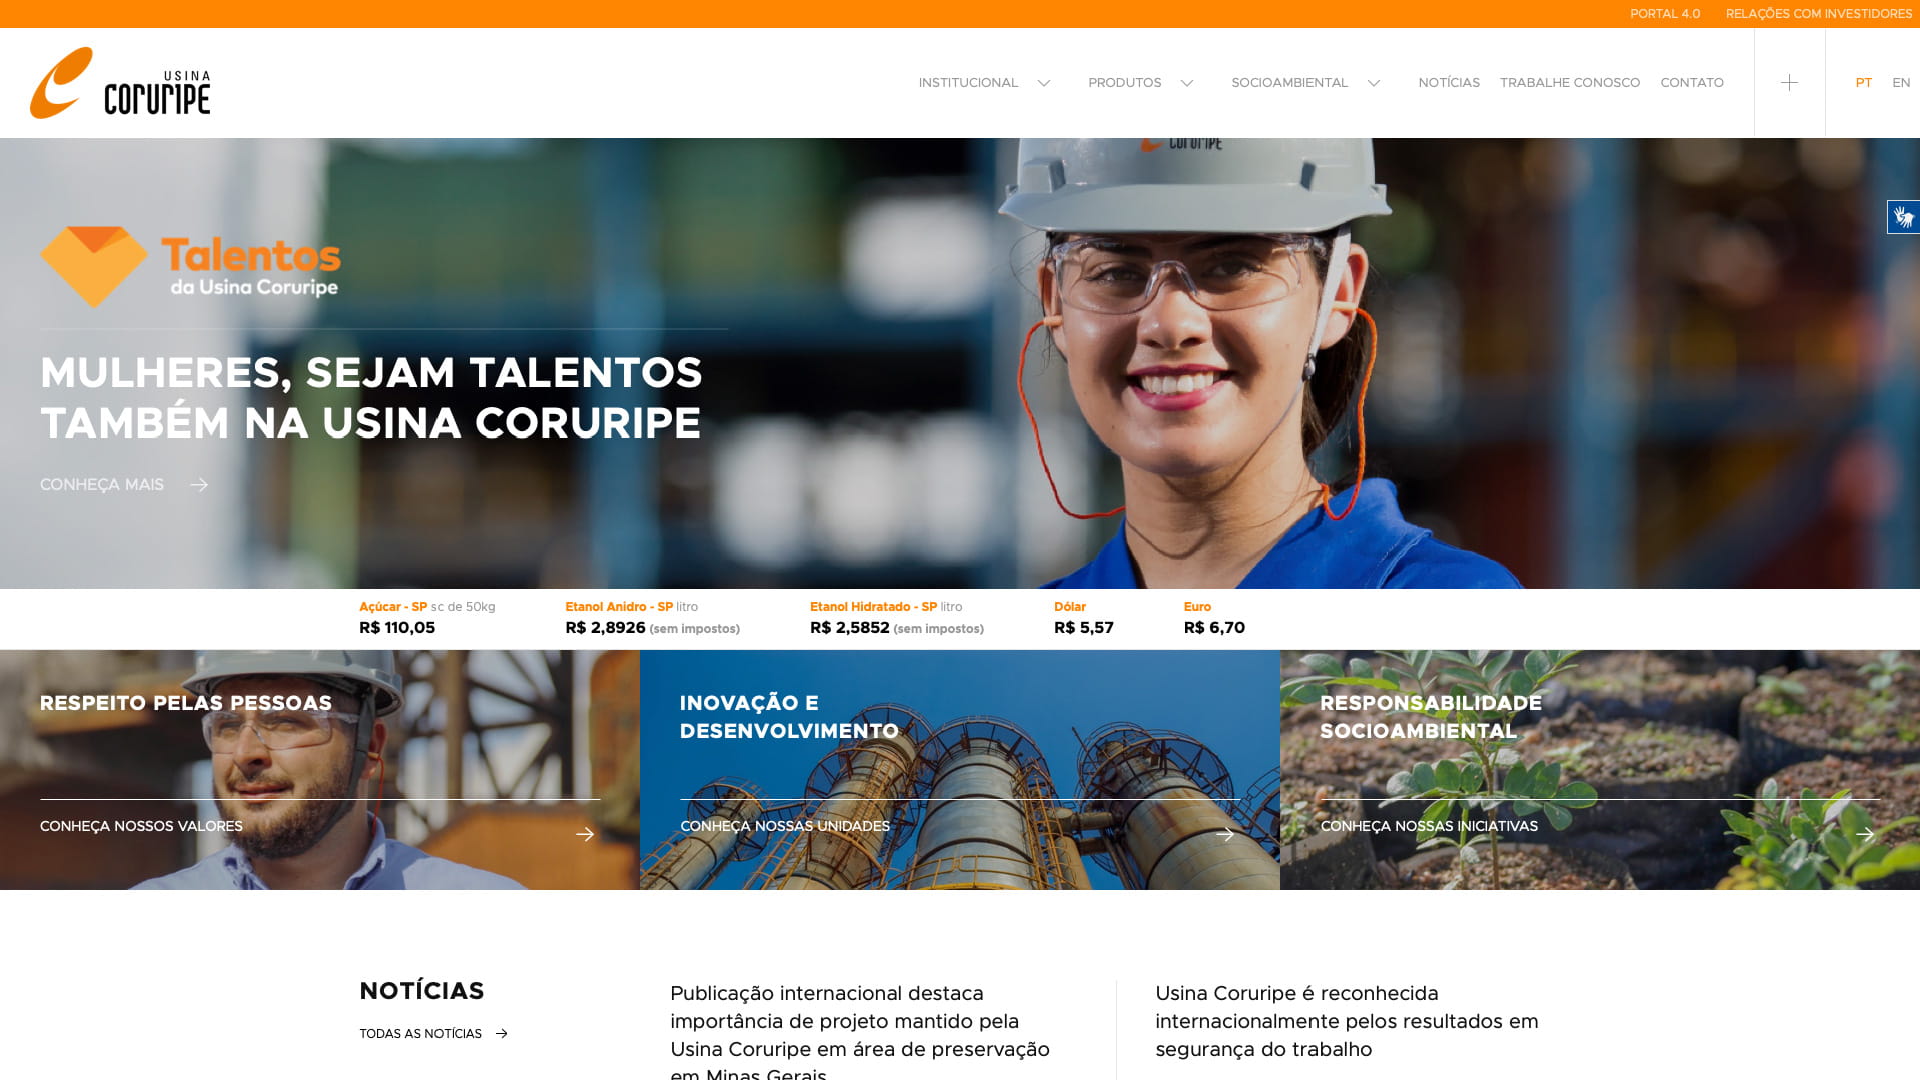 PORTAL 4.0 RELAÇÕES COM INVESTIDORES
USINA
CORURIPE
INSTITUCIONAL PRODUTOS SOCIOAMBIENTAL NOTÍCIAS TRABALHE CONOSCO CONTATO PT EN
CORURIPE
Talentos
da Usina Coruripe
MULHERES, SEJAM TALENTOS
TAMBÉM NA USINA CORURIPE
CONHEÇA MAIS
Açúcar - SP sc de 50kg
R$ 110,05
Etanol Anidro - SP litro
R$ 2,8926 (sem impostos)
Etanol Hidratado - SP litro
R$ 2,5852 (sem impostos)
Dólar
R$ 5,57
Euro
R$ 6,70
RESPEITO PELAS PESSOAS
CONHEÇA NOSSOS VALORES
INOVAÇÃO E
DESENVOLVIMENTO
CONHEÇA NOSSAS UNIDADES
RESPONSABILIDADE
SOCIOAMBIENTAL
CONHEÇA NOSSAS INICIATIVAS
NOTÍCIAS
TODAS AS NOTÍCIAS
Publicação internacional destaca
importância de projeto mantido pela
Usina Coruripe em área de preservação
em Minas Gerais
Usina Coruripe é reconhecida
internacionalmente pelos resultados em
segurança do trabalho